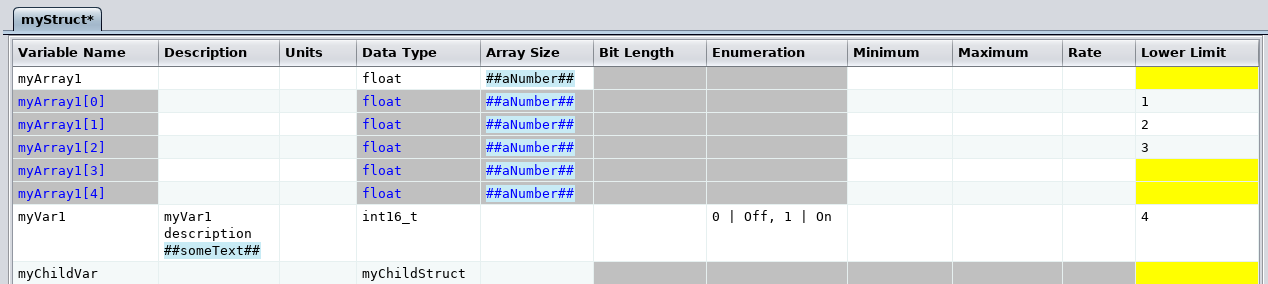 myStruct*
Variable Name Description Units Data Type Array Size Bit Length Enumeration Minimum Maximum Rate Lower Limit
myArray1 float ##aNumber##
myArray1[0] float ##aNumber## 1
myArray1[1] float ##aNumber## 2
myArray1[2] float ##aNumber## 3
myArray1[3] float ##aNumber##
myArray1[4] float ##aNumber##
myVar1 myVar1 int16_t 0 | Off, 1 | On 4
description
##someText##
myChildVar myChildStruct